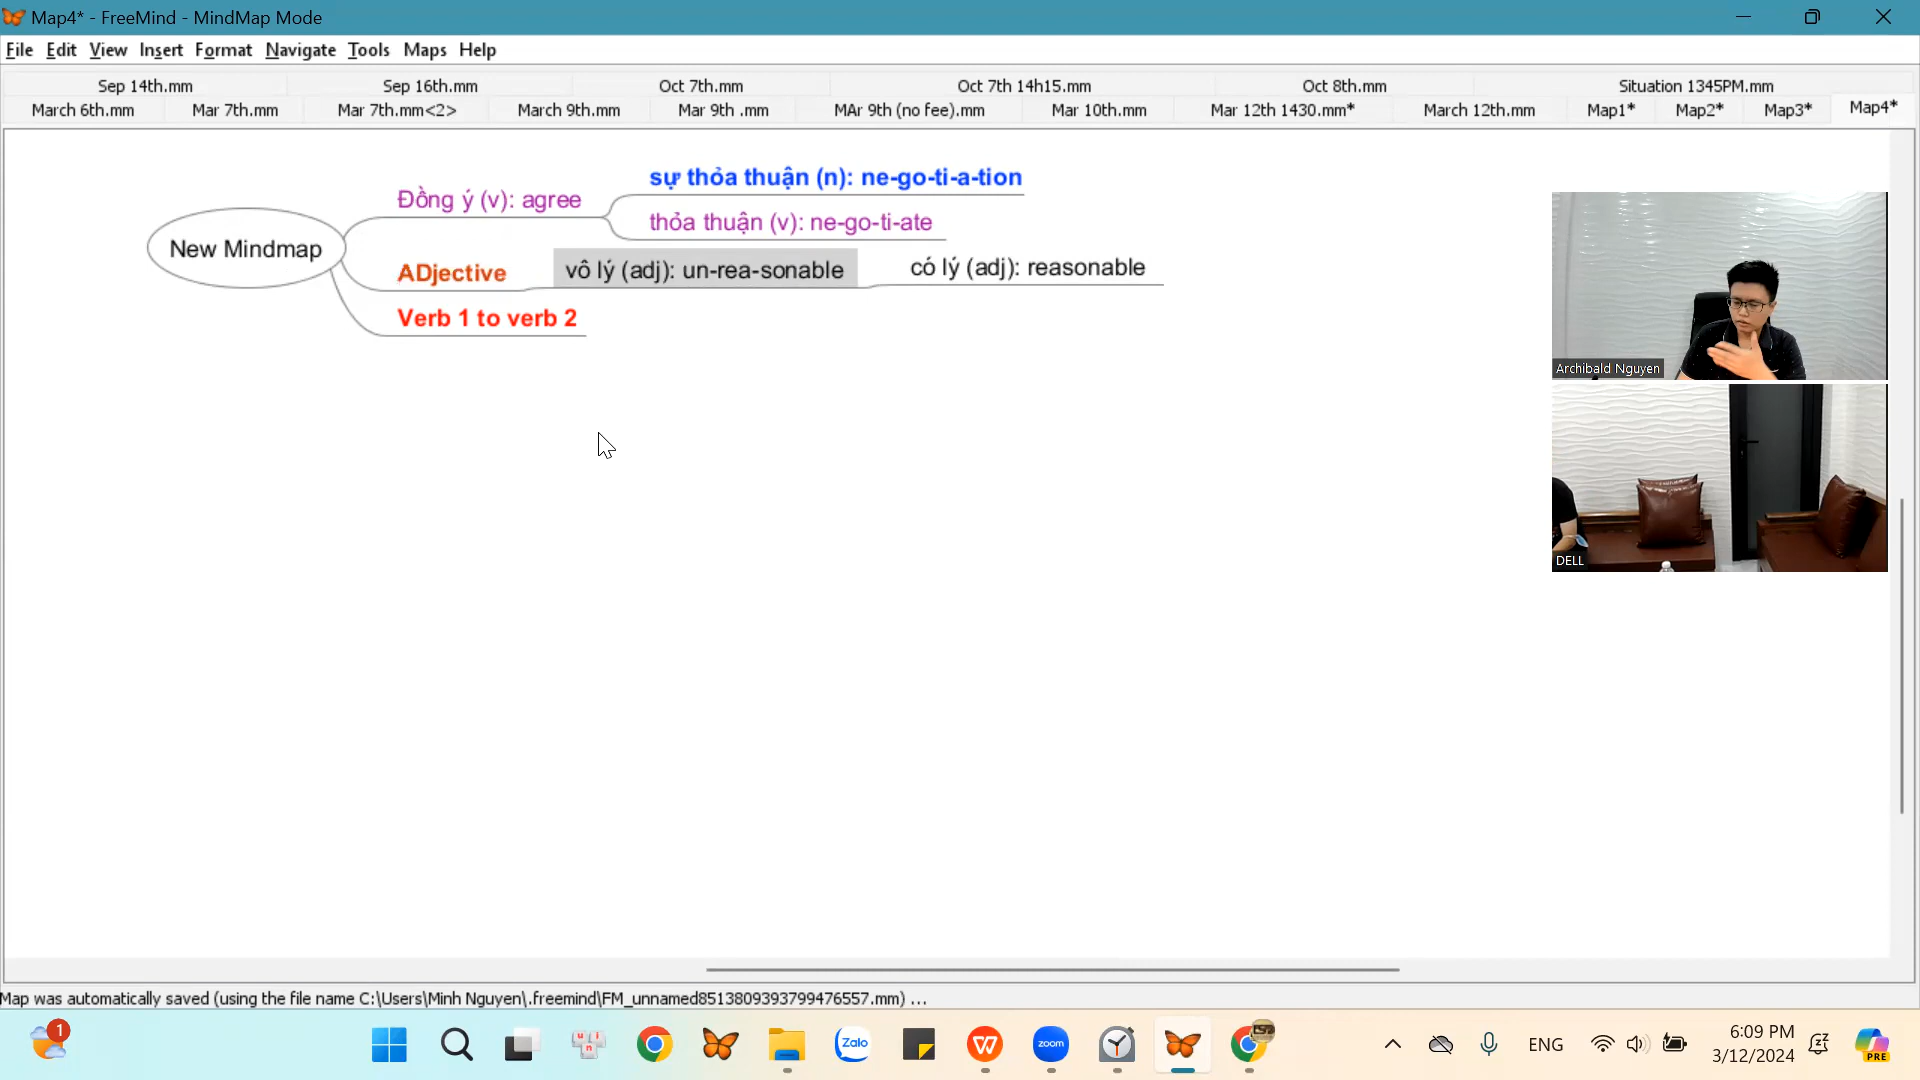 Map4* - FreeMind - MindMap Mode
File Edit View Insert Format Navigate Tools Maps Help
Sep 14th.mm Sep 16th.mm Oct 7th.mm Oct 7th 14h15.mm Oct 8th.mm Situation 1345PM.mm
March 6th.mm Mar 7th.mm Mar 7th.mm<2> March 9th.mm Mar 9th .mm MAr 9th (no fee).mm Mar 10th.mm Mar 12th 1430.mm* March 12th.mm Map1* Map2* Map3* Map4*
New Mindmap
Đồng ý (v): agree
sự thỏa thuận (n): ne-go-ti-a-tion
thỏa thuận (v): ne-go-ti-ate
ADjective
vô lý (adj): un-rea-sonable
có lý (adj): reasonable
Verb 1 to verb 2
Archibald Nguyen
DELL
Map was automatically saved (using the file name C:\Users\Minh Nguyen\.freemind\FM_unnamed8513809393799476557.mm) ...
1
u n i
Zalo
zoom
ENG
6:09 PM
3/12/2024
PRE